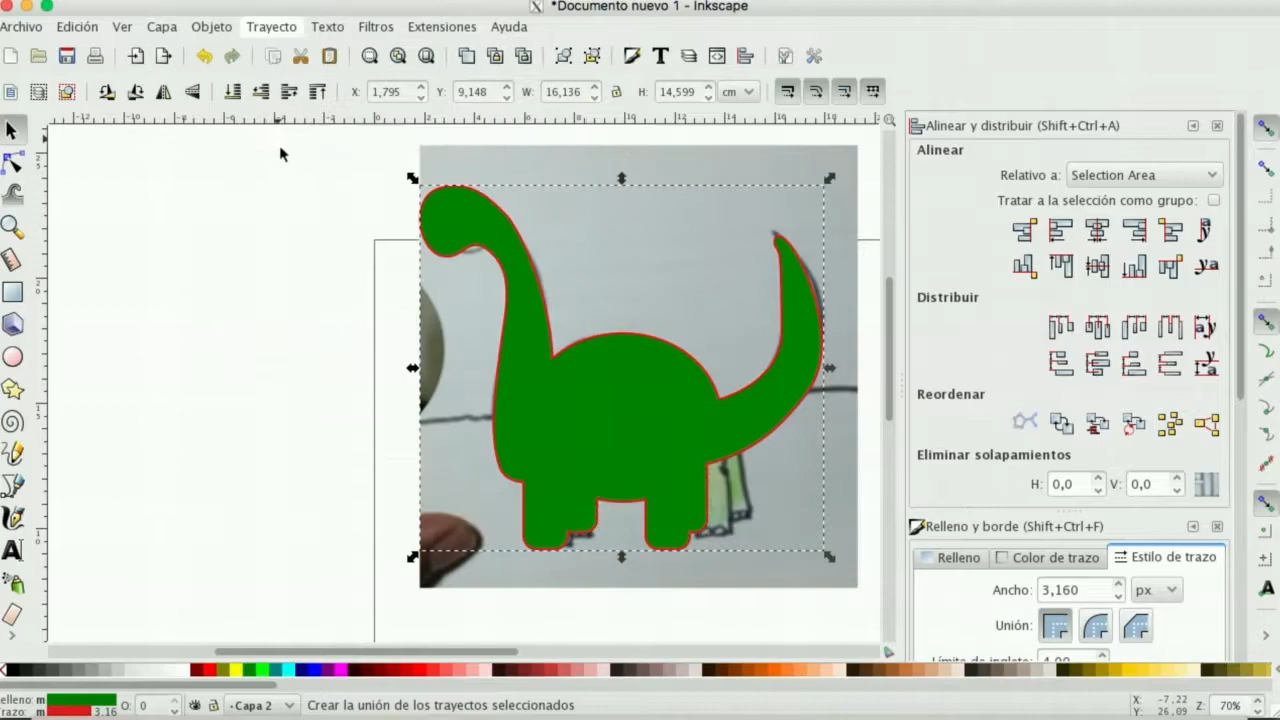 *Documento nuevo 1 - Inkscape
Archivo Edición Ver Capa Objeto Trayecto Texto Filtros Extensiones Ayuda
X: 1,795 Y: 9,148 W: 16,136 H: 14,599 cm
Alinear y distribuir (Shift+Ctrl+A)
Alinear
Relativo a: Selection Area
Tratar a la selección como grupo:
Distribuir
Reordenar
Eliminar solapamientos
H: 0,0 V: 0,0
Relleno y borde (Shift+Ctrl+F)
Relleno Color de trazo Estilo de trazo
Ancho: 3,160 px
Unión:
elleno: m
razo: m 3.16
O: 0
·Capa 2
Crear la unión de los trayectos seleccionados
X: -7,22
Y: 26,09
Z: 70%